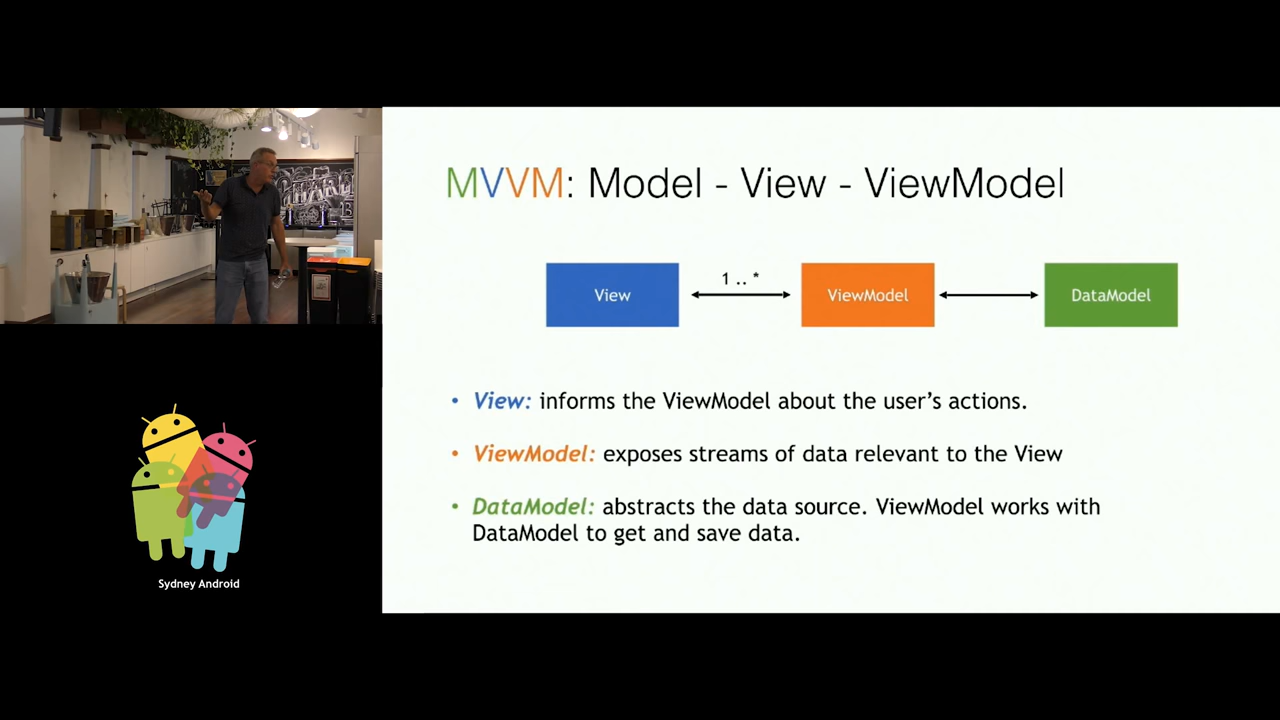 MVVM: Model - View - ViewModel
View
1 .. *
ViewModel
DataModel
• View: informs the ViewModel about the user's actions.
• ViewModel: exposes streams of data relevant to the View
• DataModel: abstracts the data source. ViewModel works with
DataModel to get and save data.
Sydney Android